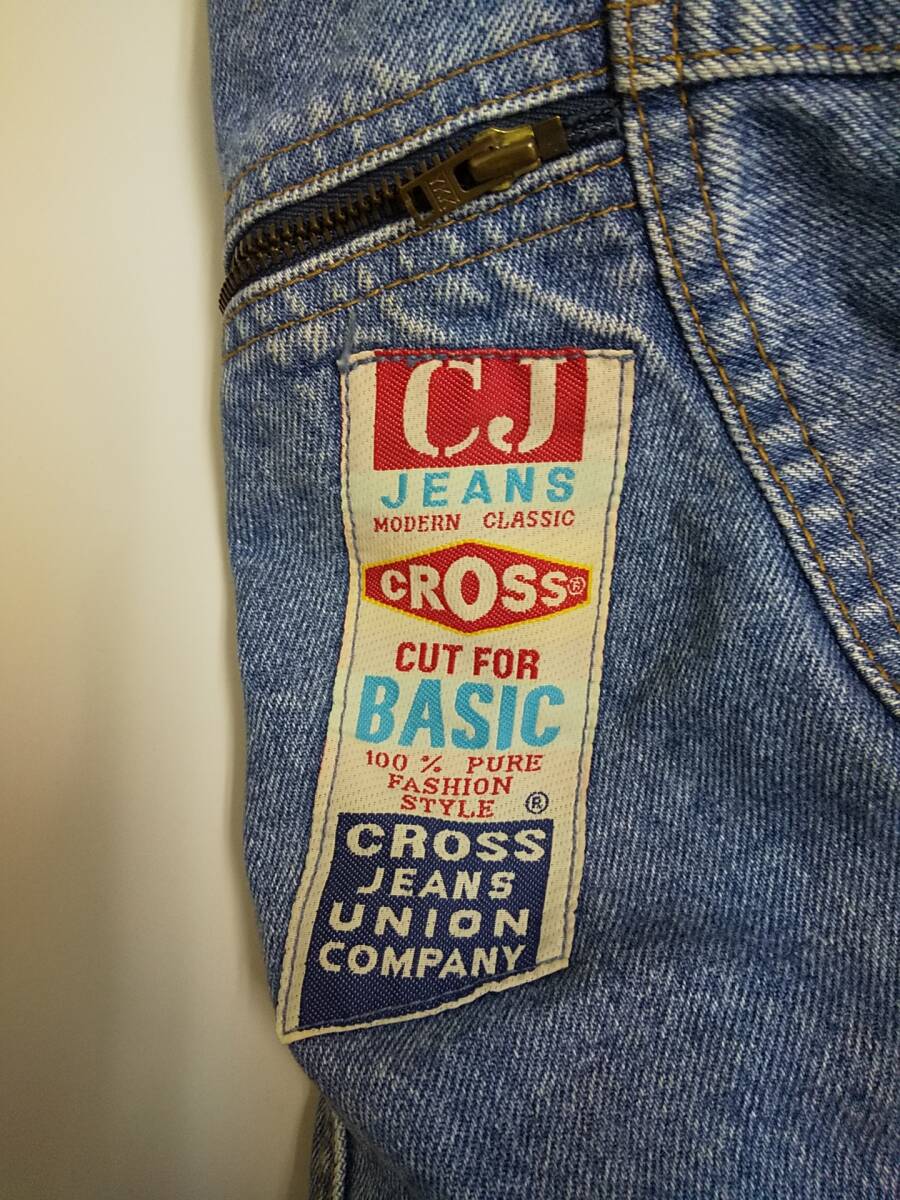 CJ
JEANS
MODERN CLASSIC
CROSS®
CUT FOR
BASIC
100 % PURE
FASHION
STYLE ®
CROSS
JEANS
UNION
COMPANY